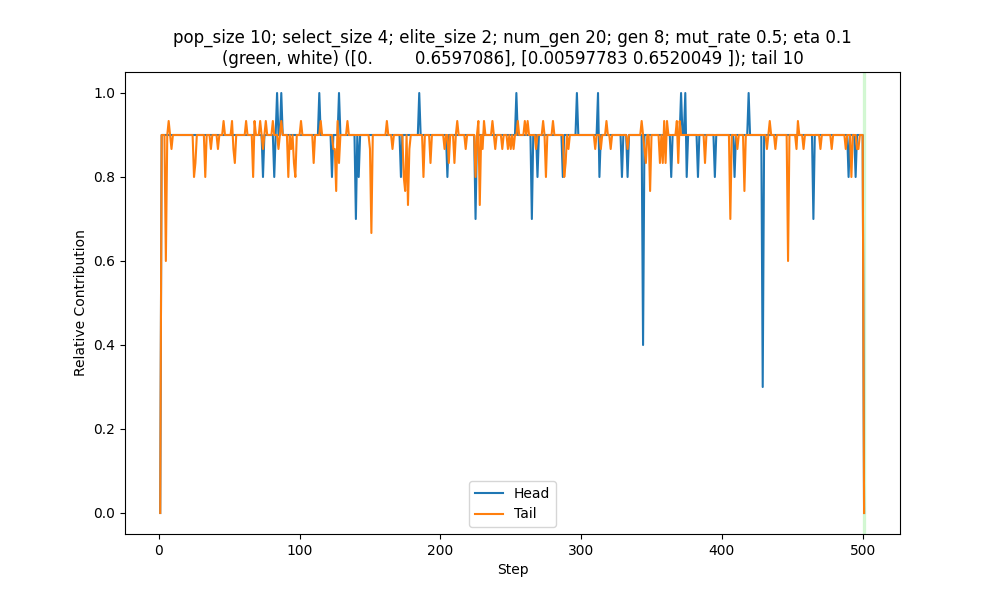 pop_size 10; select_size 4; elite_size 2; num_gen 20; gen 8; mut_rate 0.5; eta 0.1
(green, white) ([0.        0.6597086], [0.00597783 0.6520049 ]); tail 10
1.0
0.8
0.6
0.4
0.2
0.0
Relative Contribution
Head
Tail
0 100 200 300 400 500
Step